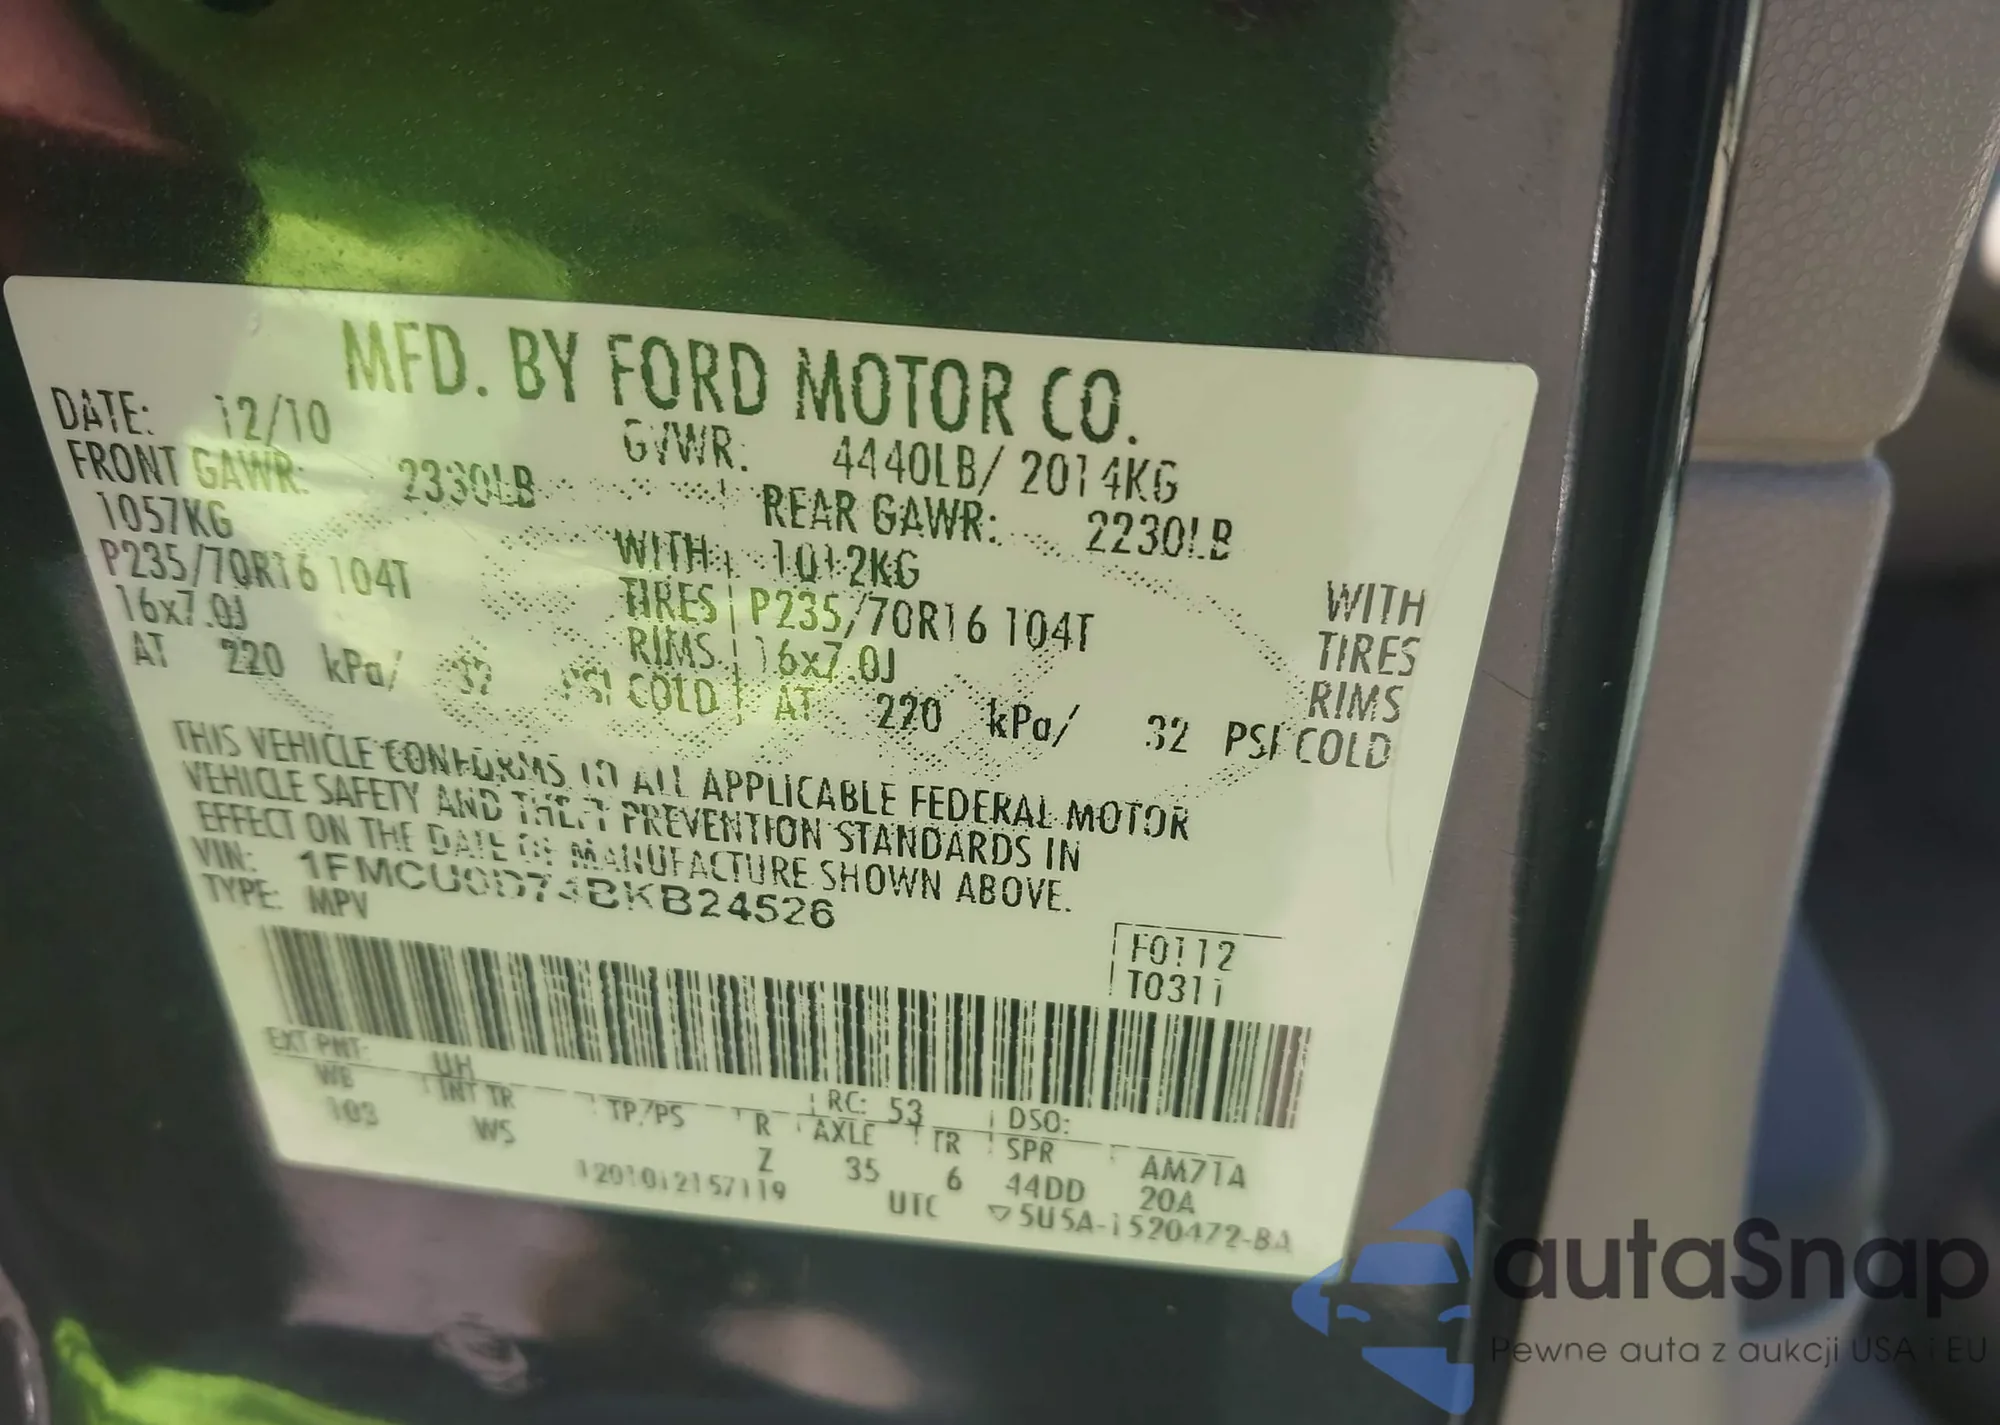 MFD. BY FORD MOTOR CO.
DATE: 12/10 GVWR: 4440LB/ 2014KG
FRONT GAWR: 2330LB REAR GAWR: 2230LB
1057KG WITH 1012KG WITH
P235/70R16 104T TIRES P235/70R16 104T TIRES
16x7.0J RIMS 16x7.0J RIMS
AT 220 kPa/ 32 PSI COLD AT 220 kPa/ 32 PSI COLD
THIS VEHICLE CONFORMS TO ALL APPLICABLE FEDERAL MOTOR
VEHICLE SAFETY AND THEFT PREVENTION STANDARDS IN
EFFECT ON THE DATE OF MANUFACTURE SHOWN ABOVE.
VIN: 1FMCU0D74BKB24526
TYPE: MPV
F0112
T0311
EXT PNT: UH RC: 53 DSO:
WB INT TR TP/PS R AXLE TR SPR AM7TA
103 WS Z 35 6 44DD 20A
1201012157119 UTC ▽5U5A-1520472-BA
autaSnap
Pewne auta z aukcji USA i EU